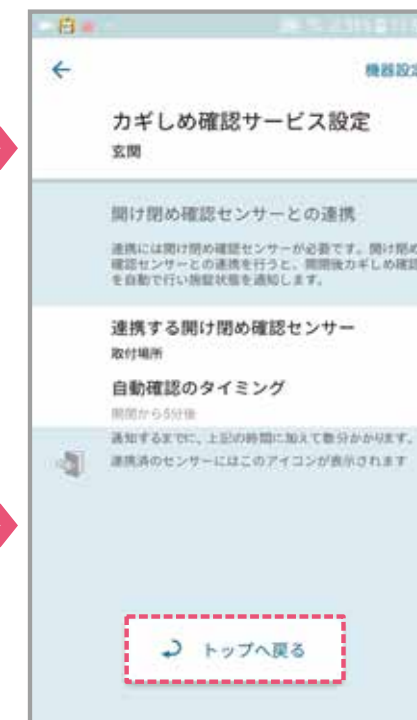 機器設定
カギしめ確認サービス設定
玄関
開け閉め確認センサーとの連携
連携には開け閉め確認センサーが必要です。開け閉め
確認センサーとの連携を行うと、開閉後カギしめ確認
を自動で行い施錠状態を通知します。
連携する開け閉め確認センサー
取付場所
自動確認のタイミング
開閉から5分後
通知するまでに、上記の時間に加えて数分かかります。
連携済のセンサーにはこのアイコンが表示されます
トップへ戻る